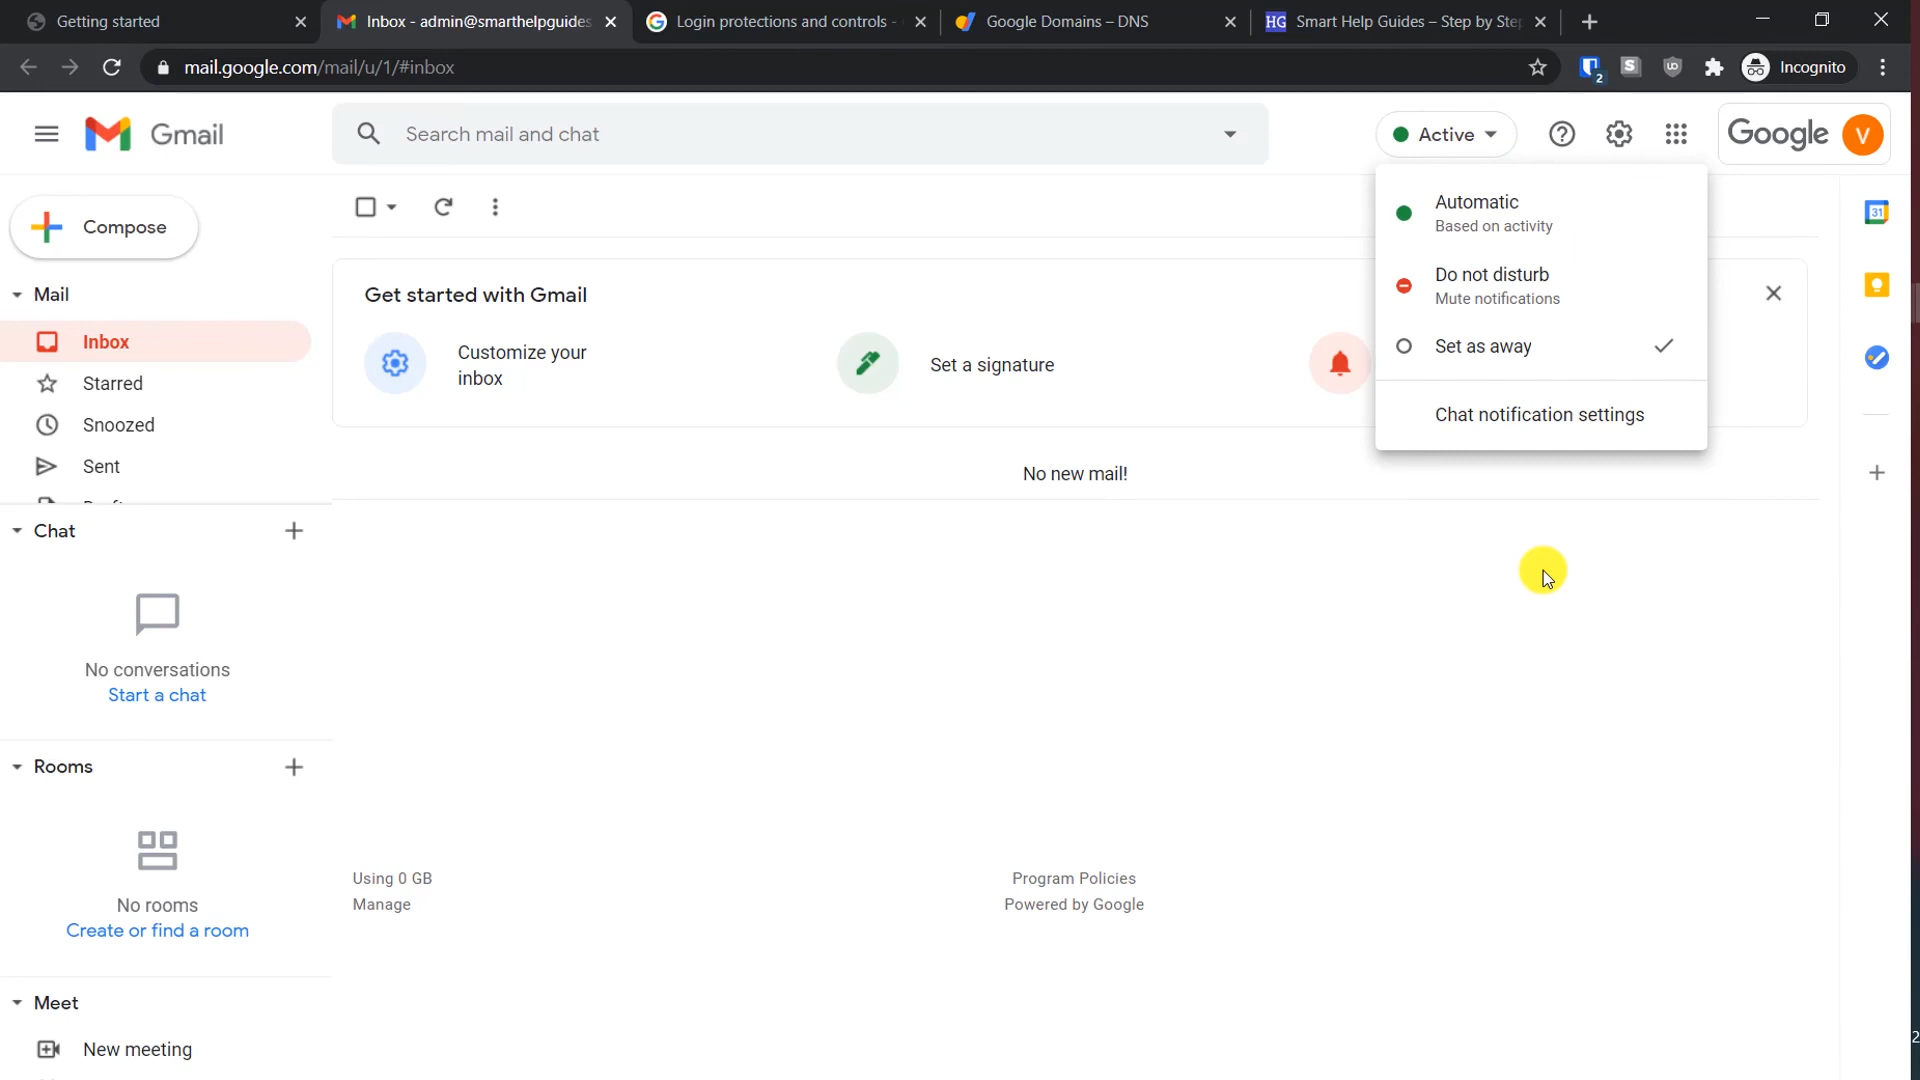 Getting started
Inbox - admin@smarthelpguides
Login protections and controls -
Google Domains – DNS
HG
Smart Help Guides – Step by Step
mail.google.com/mail/u/1/#inbox
2
S
Incognito
Gmail
Search mail and chat
Active
Google
V
Compose
Mail
Inbox
Starred
Snoozed
Sent
Chat
No conversations
Start a chat
Rooms
No rooms
Create or find a room
Meet
New meeting
Get started with Gmail
Customize your
inbox
Set a signature
No new mail!
Automatic
Based on activity
Do not disturb
Mute notifications
Set as away
Chat notification settings
31
Using 0 GB
Manage
Program Policies
Powered by Google
2